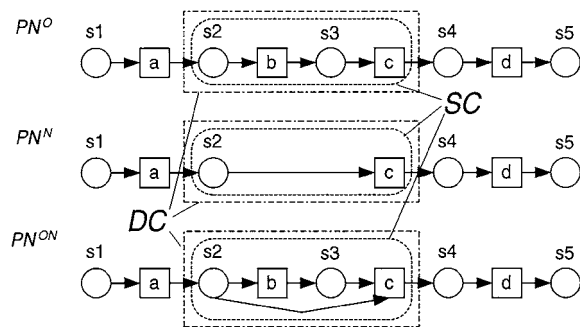 PN^O
s1 s2 s3 s4 s5
a b c d
SC
PN^N
s1 s2 s4 s5
a c d
DC
PN^ON
s1 s2 s3 s4 s5
a b c d